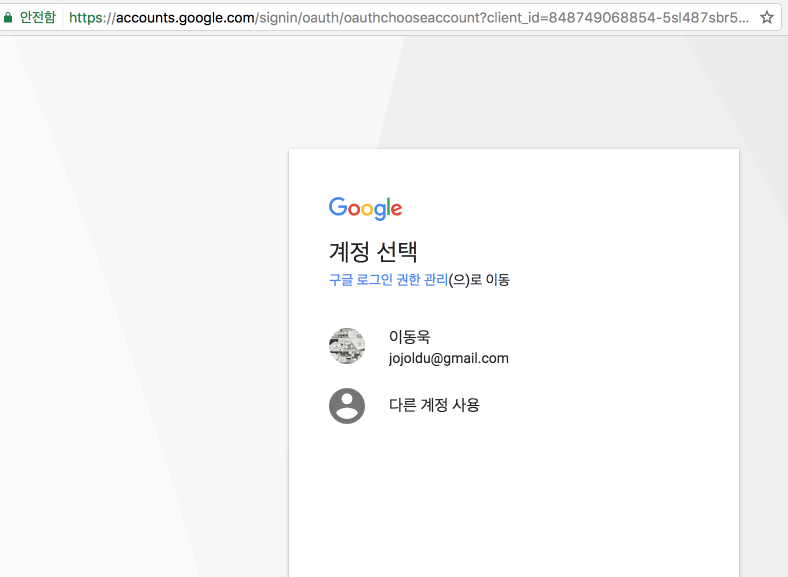 안전함 https://accounts.google.com/signin/oauth/oauthchooseaccount?client_id=848749068854-5sl487sbr5...
Google
계정 선택
구글 로그인 권한 관리(으)로 이동
이동욱
jojoldu@gmail.com
다른 계정 사용